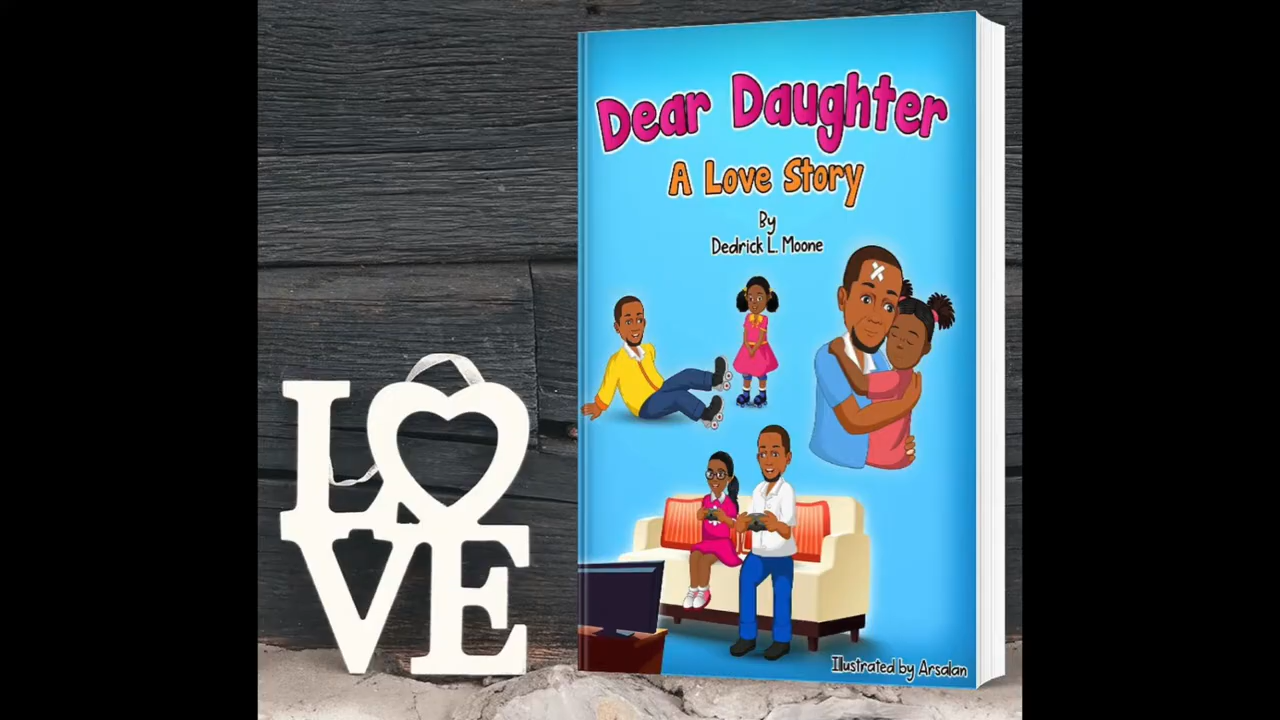 Dear Daughter
A Love Story
By
Dedrick L. Moone
LOVE
Illustrated by Arsalan